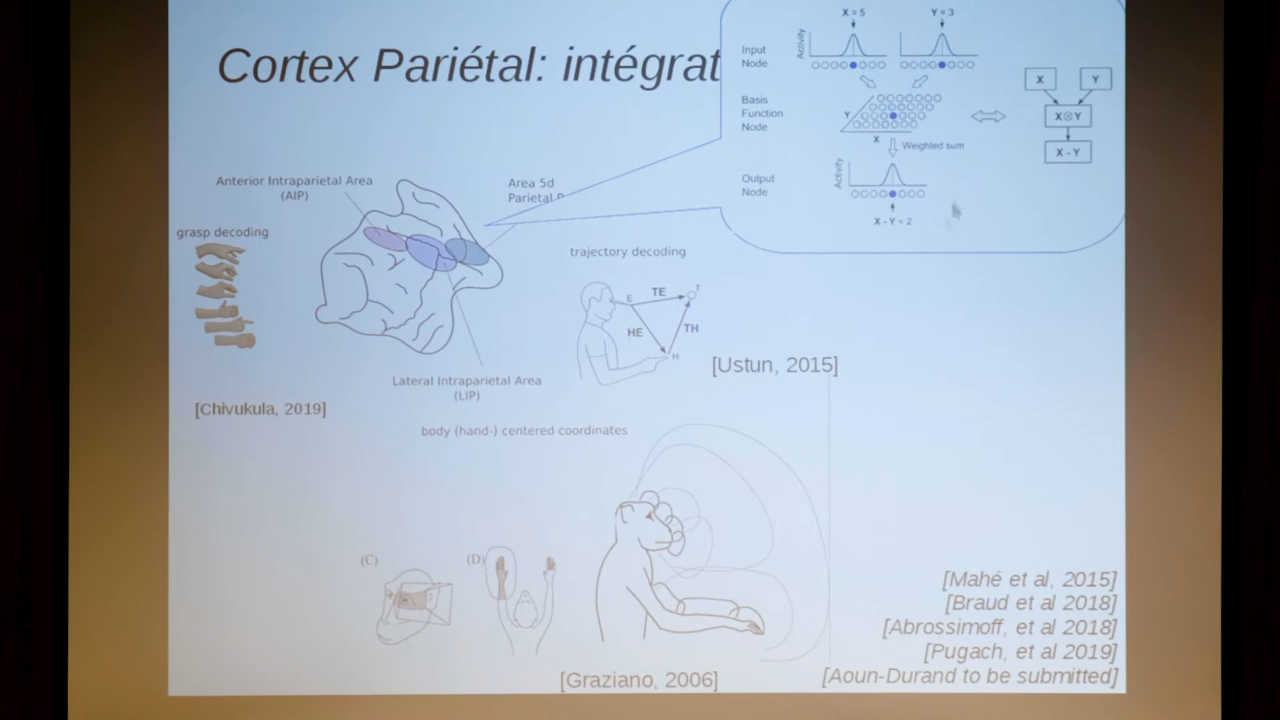 Cortex Pariétal: intégrat
Anterior Intraparietal Area
(AIP)
grasp decoding
Area 5d
Lateral Intraparietal Area
(LIP)
[Chivukula, 2019]
trajectory decoding
E
TE
T
HE
TH
H
[Ustun, 2015]
X = 5
Y = 3
Activity
Input
Node
Basis
Function
Node
Y
X
Weighted sum
Output
Node
Activity
X - Y = 2
X
Y
X⊗Y
X - Y
body (hand-) centered coordinates
(C)
(D)
[Graziano, 2006]
[Mahé et al, 2015]
[Braud et al 2018]
[Abrossimoff, et al 2018]
[Pugach, et al 2019]
[Aoun-Durand to be submitted]